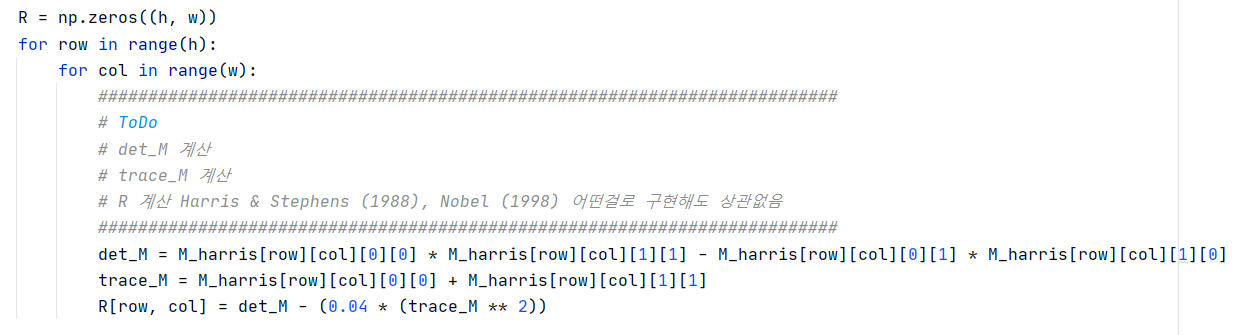 R = np.zeros((h, w))
for row in range(h):
    for col in range(w):
        ##########################################################################
        # ToDo
        # det_M 계산
        # trace_M 계산
        # R 계산 Harris & Stephens (1988), Nobel (1998) 어떤걸로 구현해도 상관없음
        ##########################################################################
        det_M = M_harris[row][col][0][0] * M_harris[row][col][1][1] - M_harris[row][col][0][1] * M_harris[row][col][1][0]
        trace_M = M_harris[row][col][0][0] + M_harris[row][col][1][1]
        R[row, col] = det_M - (0.04 * (trace_M ** 2))